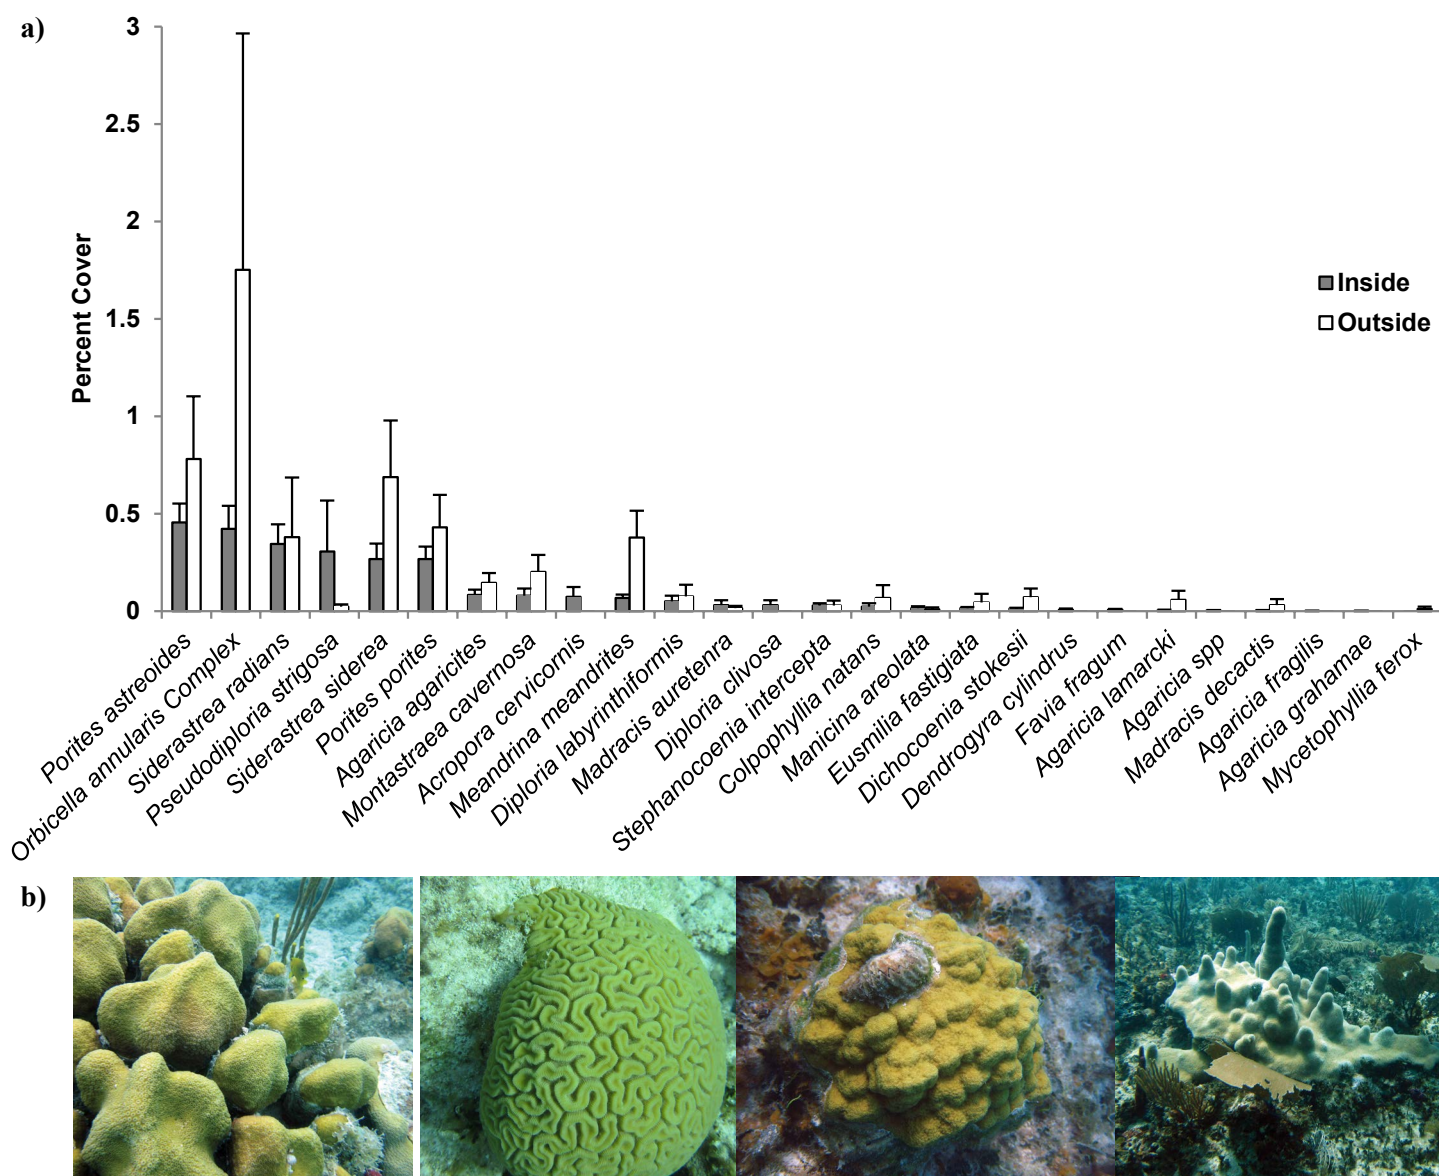 a)
3
2.5
2
1.5
1
0.5
0
Percent Cover
Inside
Outside
Porites astreoides
Orbicella annularis Complex
Siderastrea radians
Pseudodiploria strigosa
Siderastrea siderea
Porites porites
Agaricia agaricites
Montastraea cavernosa
Acropora cervicornis
Meandrina meandrites
Diploria labyrinthiformis
Madracis auretenra
Diploria clivosa
Stephanocoenia intercepta
Colpophyllia natans
Manicina areolata
Eusmilia fastigiata
Dichocoenia stokesii
Dendrogyra cylindrus
Favia fragum
Agaricia lamarcki
Agaricia spp
Madracis decactis
Agaricia fragilis
Agaricia grahamae
Mycetophyllia ferox
b)